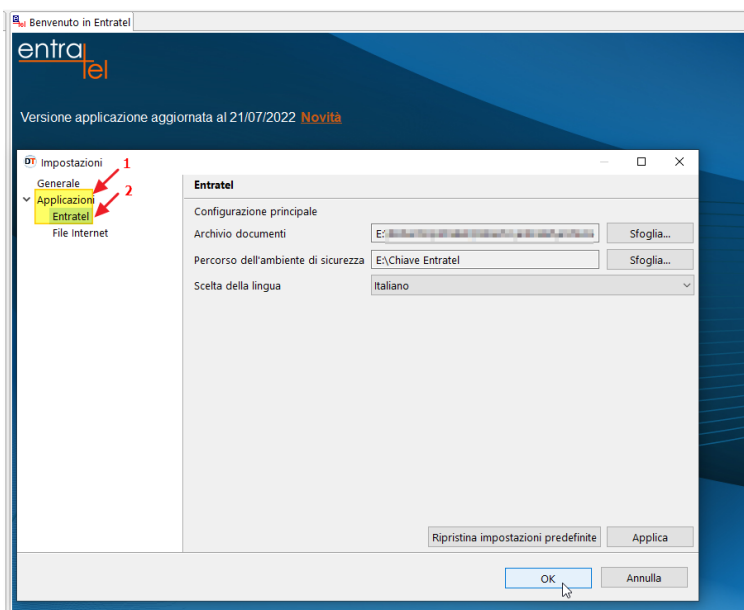 Benvenuto in Entratel
entra
tel
Versione applicazione aggiornata al 21/07/2022 Novità
Impostazioni
1
Generale
Entratel
Applicazioni
2
Entratel
Configurazione principale
File Internet
Archivio documenti
E:
Sfoglia...
Percorso dell'ambiente di sicurezza
E:\Chiave Entratel
Sfoglia...
Scelta della lingua
Italiano
Ripristina impostazioni predefinite
Applica
OK
Annulla